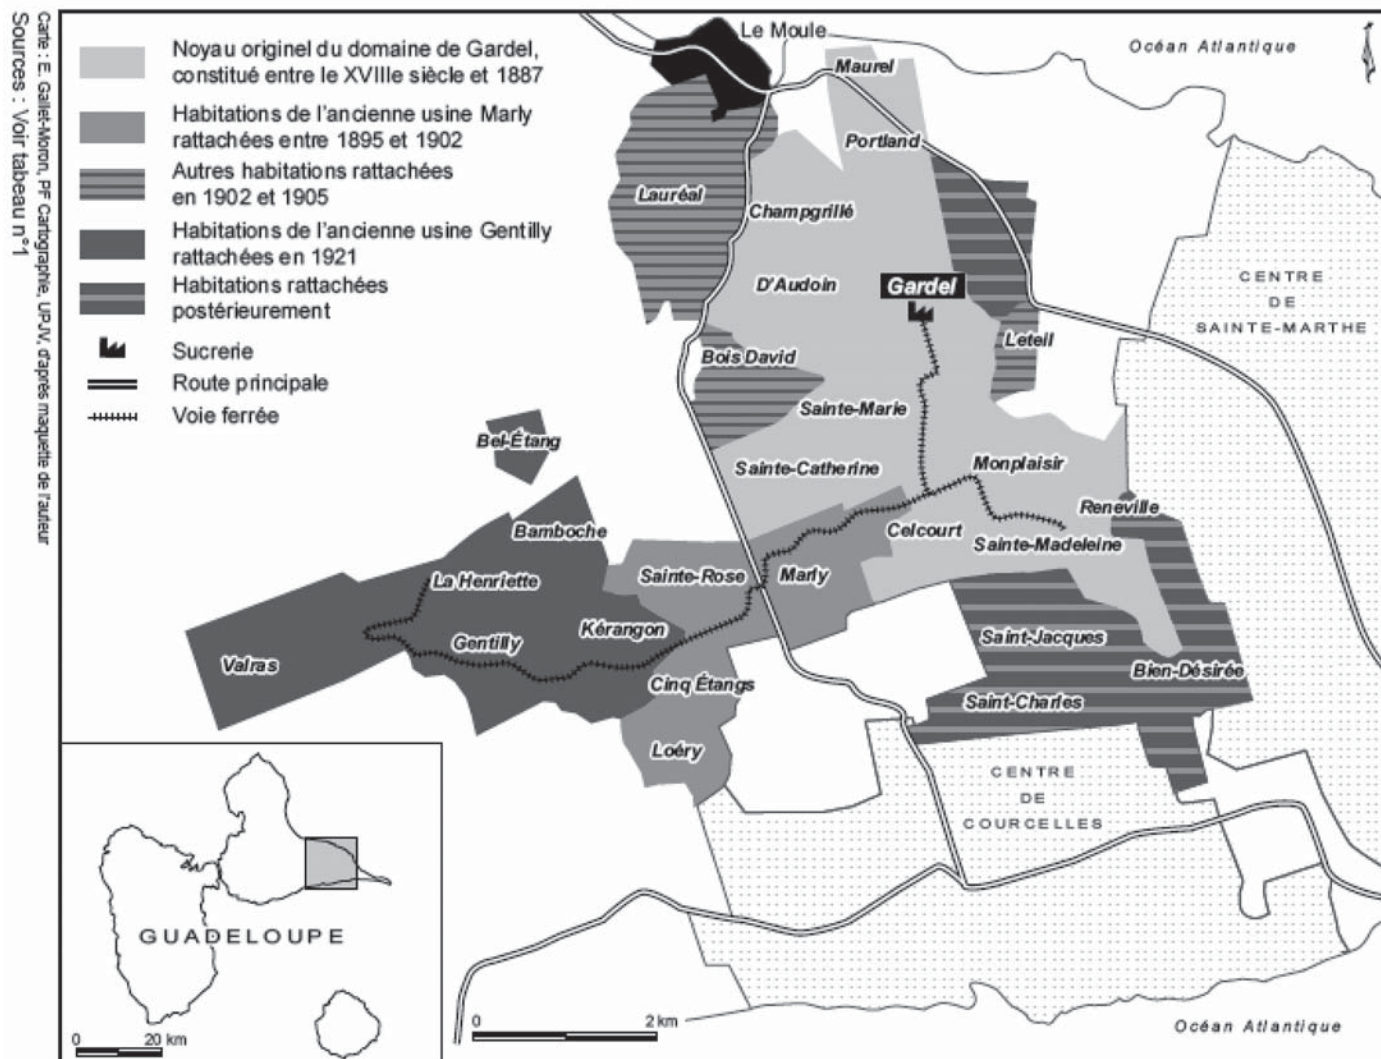 Carte : E. Gallet-Moron, PF Cartographie, UPJV, d'après maquette de l'auteur
Sources : Voir tabeau n°1
Noyau originel du domaine de Gardel,
constitué entre le XVIIIe siècle et 1887
Habitations de l'ancienne usine Marly
rattachées entre 1895 et 1902
Autres habitations rattachées
en 1902 et 1905
Habitations de l'ancienne usine Gentilly
rattachées en 1921
Habitations rattachées
postérieurement
Sucrerie
Route principale
Voie ferrée
Le Moule
Océan Atlantique
Maurel
Portland
Lauréal
Champgrillé
D'Audoin
Gardel
CENTRE
DE
SAINTE-MARTHE
Leteil
Bois David
Sainte-Marie
Bel-Étang
Sainte-Catherine
Monplaisir
Reneville
Bamboche
Celcourt
Sainte-Madeleine
La Henriette
Sainte-Rose
Marly
Kérangon
Gentilly
Saint-Jacques
Valras
Bien-Désirée
Cinq Étangs
Saint-Charles
Loéry
CENTRE
DE
COURCELLES
GUADELOUPE
0 20 km
0 2 km
Océan Atlantique